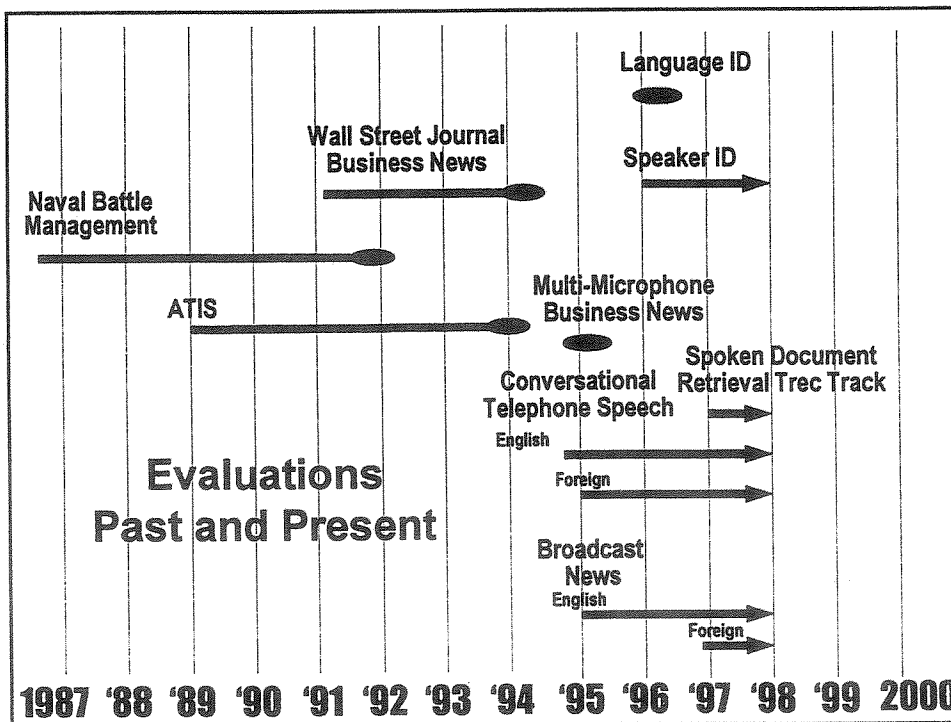 Language ID
Wall Street Journal
Business News
Speaker ID
Naval Battle
Management
ATIS
Multi-Microphone
Business News
Spoken Document
Retrieval Trec Track
Conversational
Telephone Speech
English
Foreign
Evaluations
Past and Present
Broadcast
News
English
Foreign
1987 '88 '89 '90 '91 '92 '93 '94 '95 '96 '97 '98 '99 2000